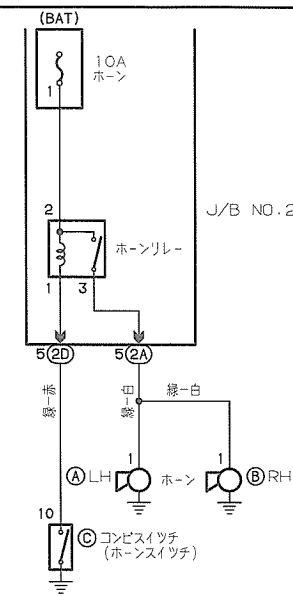 (BAT)
10A
ホーン
1
2
J/B NO.2
ホーンリレー
1 3
5 2D 5 2A
緑-赤
緑-白
緑-白
1 1
A LH ホーン B RH
10
C コンビスイツチ
(ホーンスイツチ)